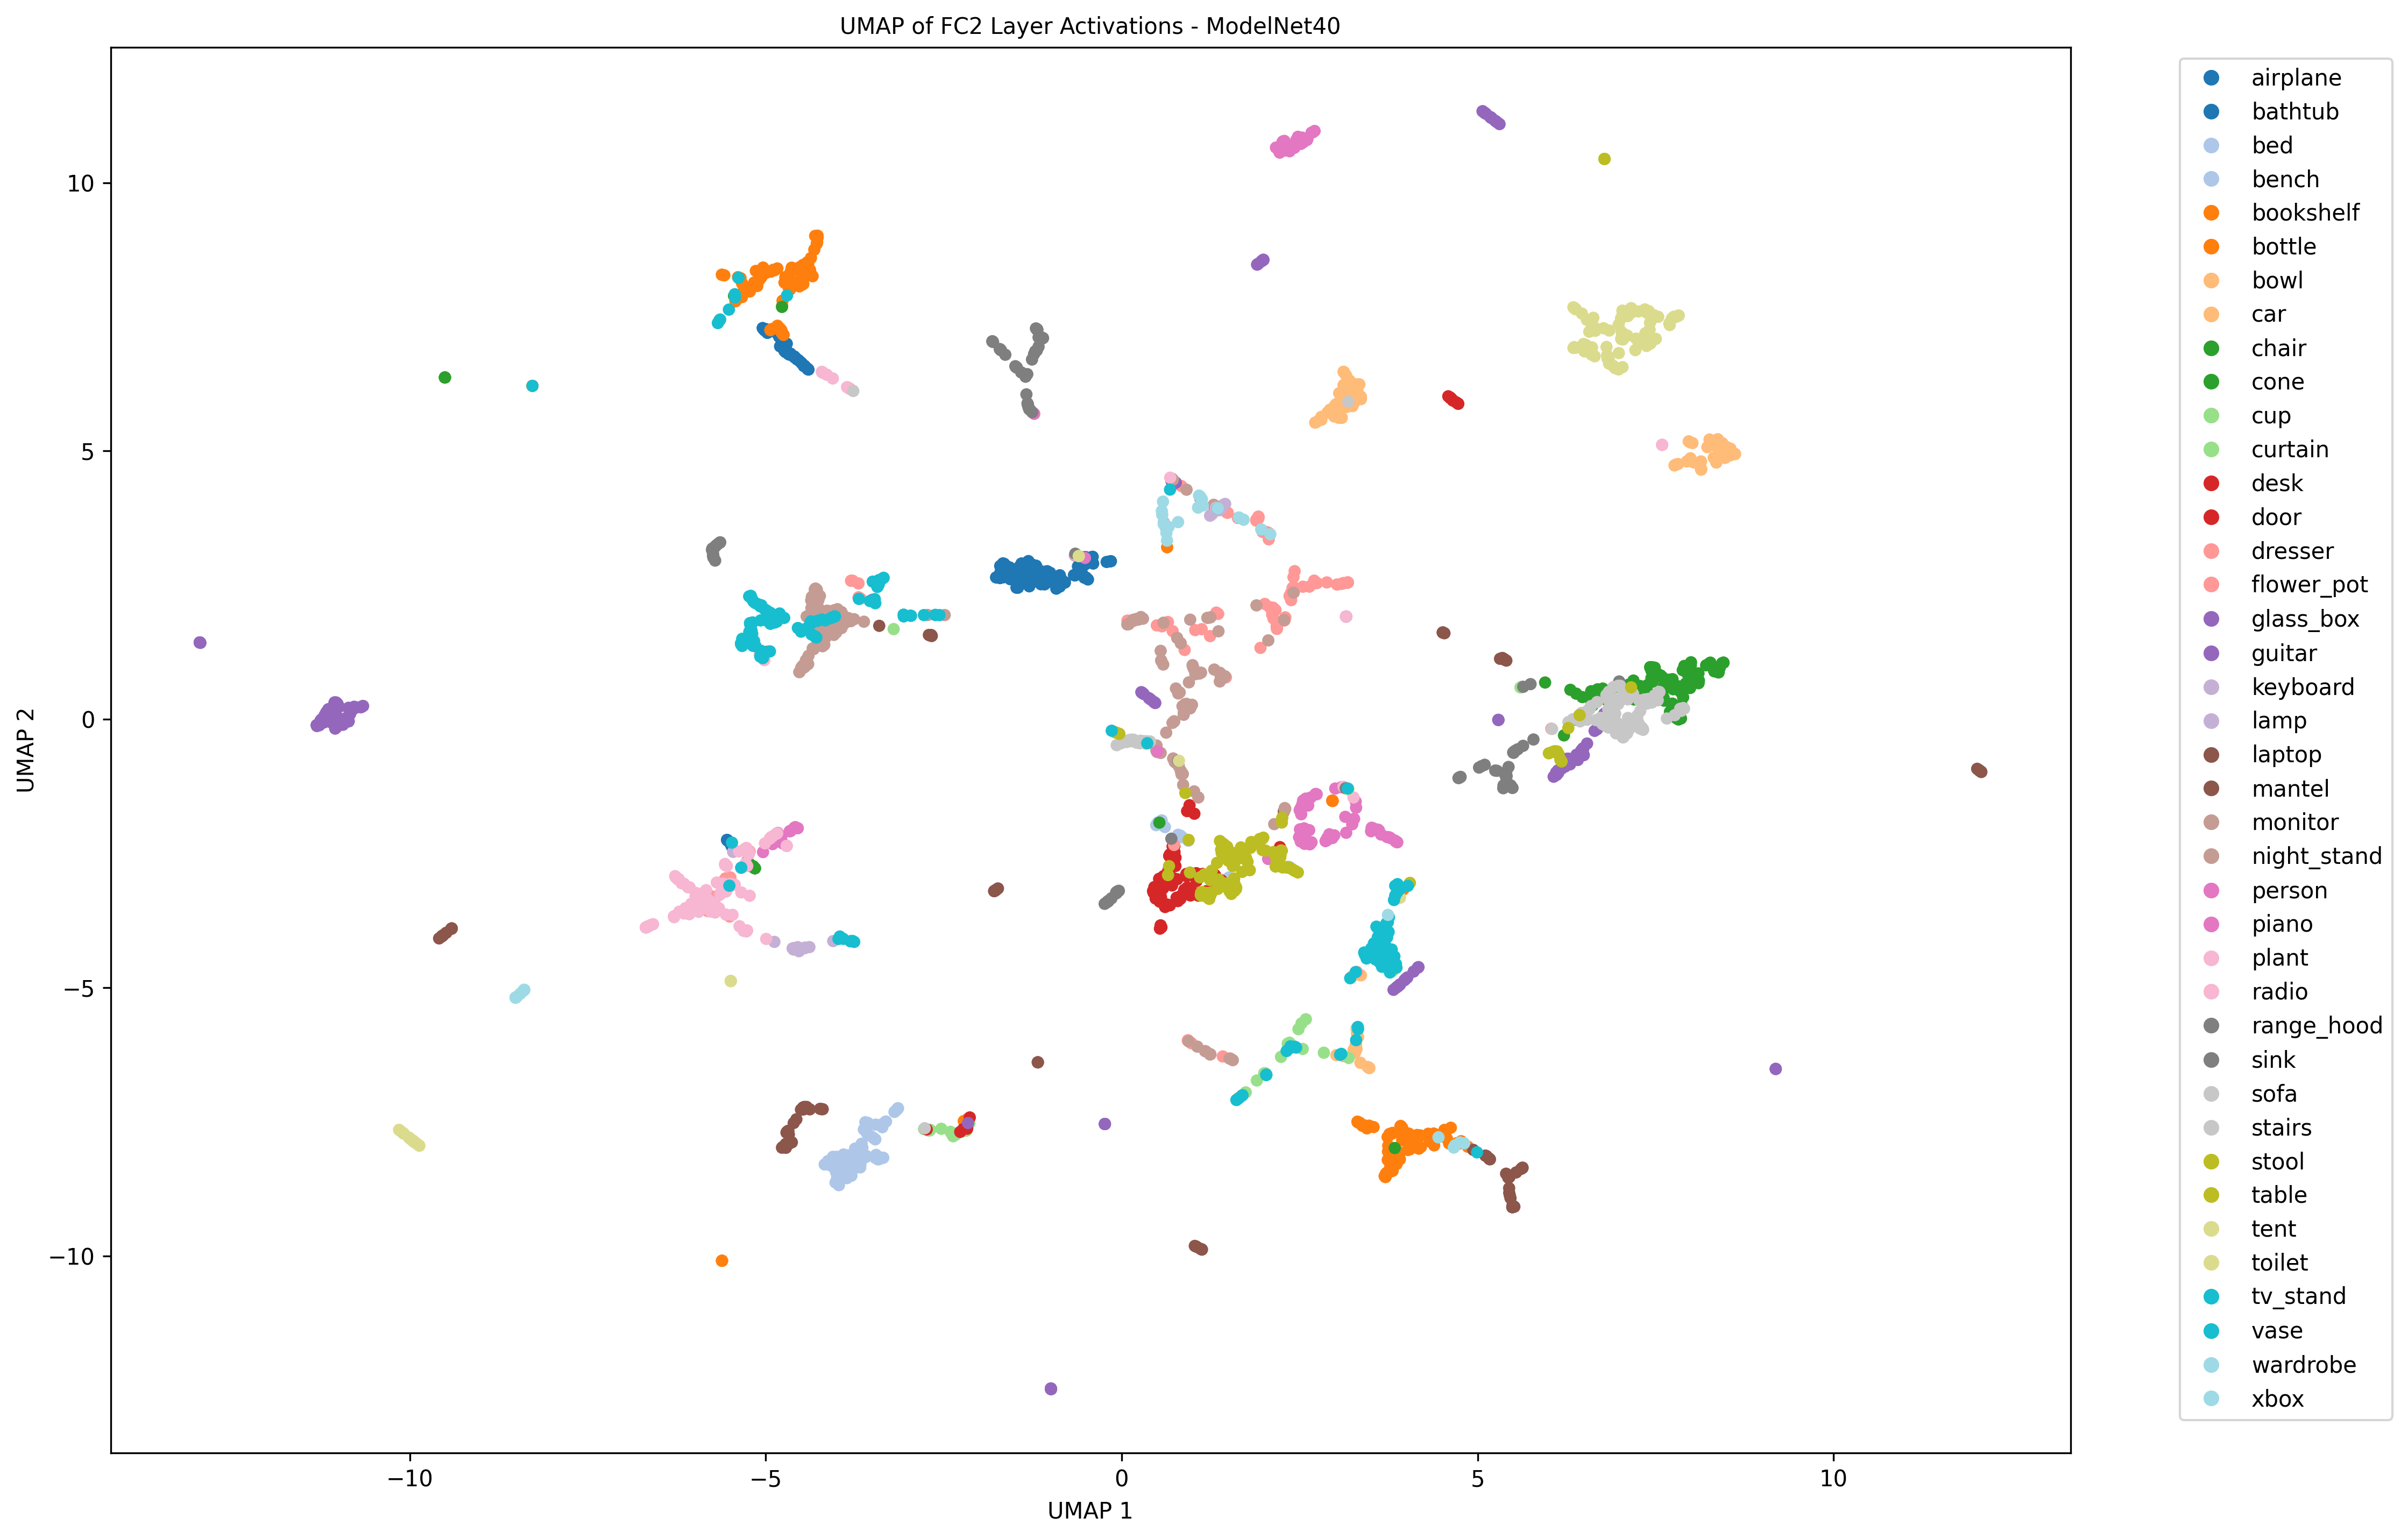 UMAP of FC2 Layer Activations - ModelNet40
UMAP 2
10
5
0
−5
−10
−10
−5
0
5
10
UMAP 1
airplane
bathtub
bed
bench
bookshelf
bottle
bowl
car
chair
cone
cup
curtain
desk
door
dresser
flower_pot
glass_box
guitar
keyboard
lamp
laptop
mantel
monitor
night_stand
person
piano
plant
radio
range_hood
sink
sofa
stairs
stool
table
tent
toilet
tv_stand
vase
wardrobe
xbox